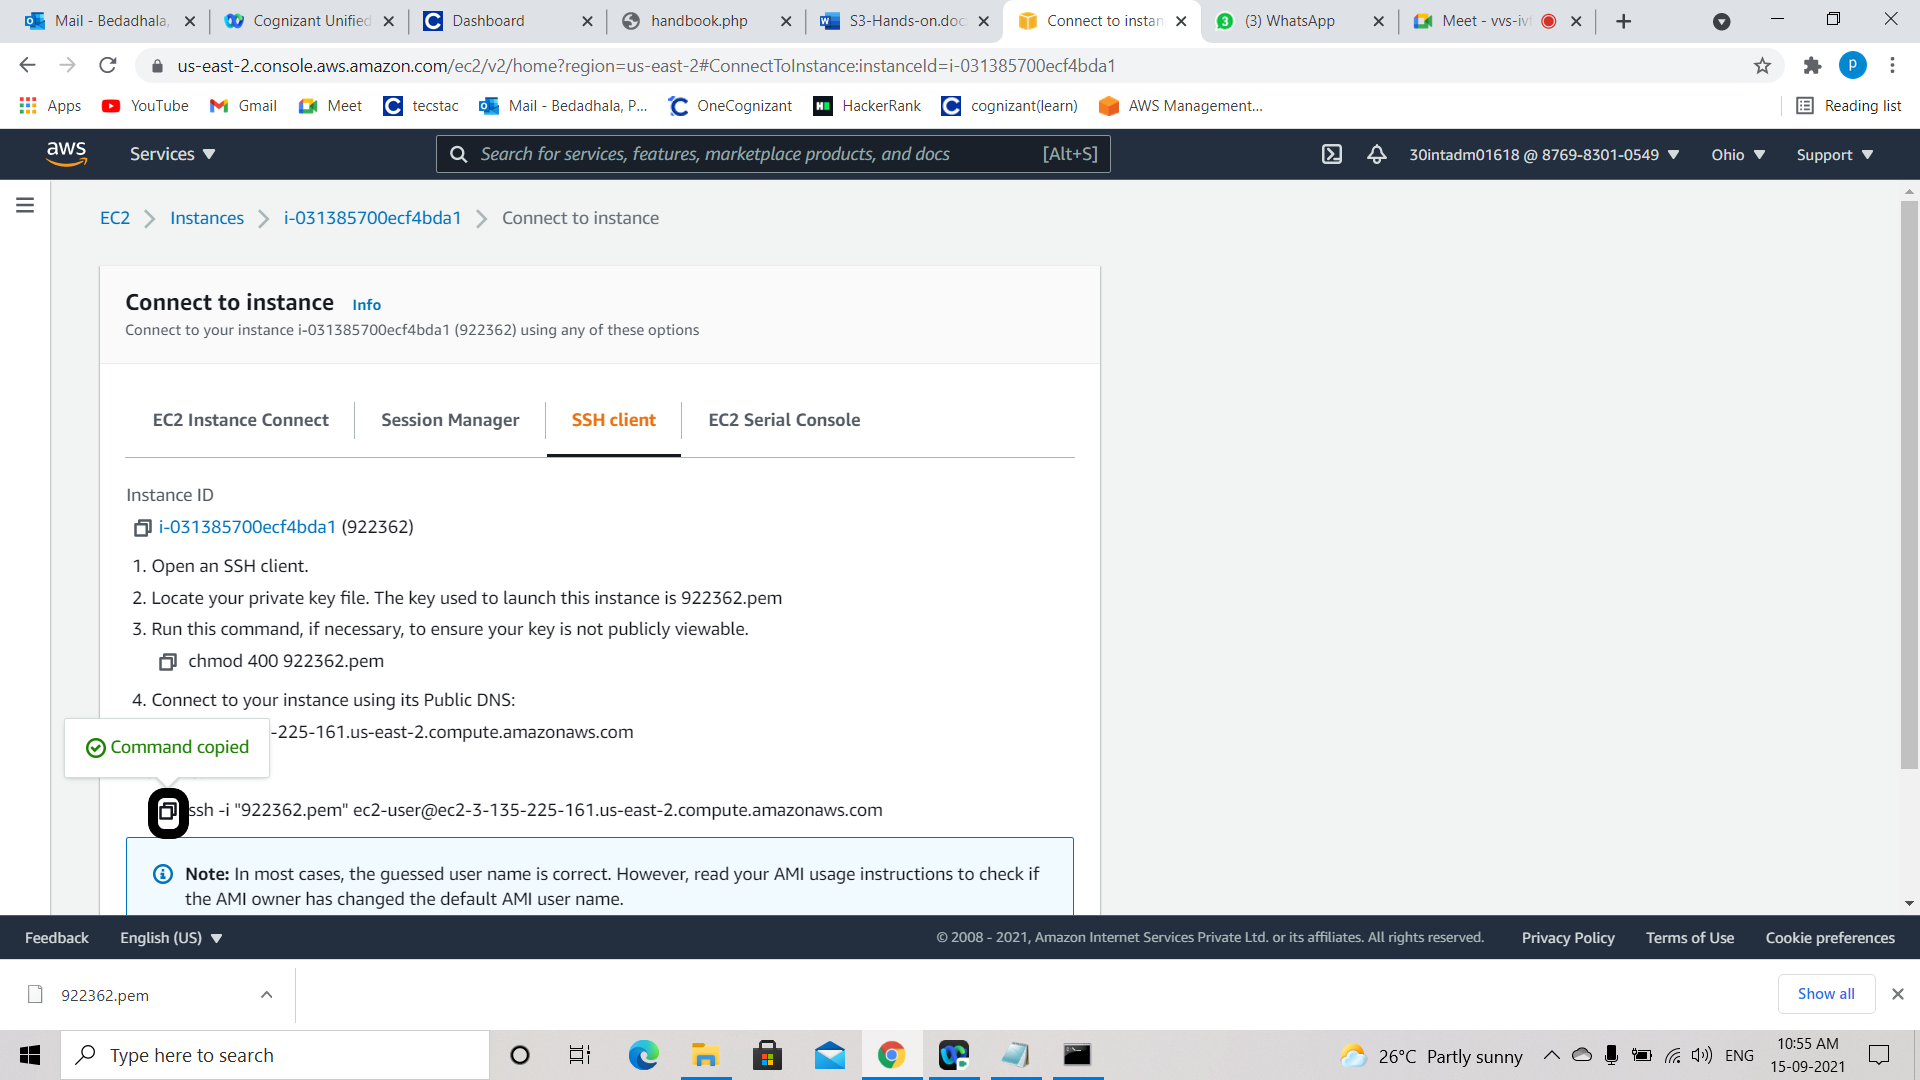 Mail - Bedadhala,
Cognizant Unified
Dashboard
handbook.php
S3-Hands-on.doc
Connect to instan
(3) WhatsApp
Meet - vvs-ivf
us-east-2.console.aws.amazon.com/ec2/v2/home?region=us-east-2#ConnectToInstance:instanceId=i-031385700ecf4bda1
P
Apps
YouTube
Gmail
Meet
tecstac
Mail - Bedadhala, P...
OneCognizant
HackerRank
cognizant(learn)
AWS Management...
Reading list
aws
Services
Search for services, features, marketplace products, and docs
[Alt+S]
30intadm01618 @ 8769-8301-0549
Ohio
Support
EC2
Instances
i-031385700ecf4bda1
Connect to instance
Connect to instance Info
Connect to your instance i-031385700ecf4bda1 (922362) using any of these options
EC2 Instance Connect
Session Manager
SSH client
EC2 Serial Console
Instance ID
i-031385700ecf4bda1 (922362)
1. Open an SSH client.
2. Locate your private key file. The key used to launch this instance is 922362.pem
3. Run this command, if necessary, to ensure your key is not publicly viewable.
chmod 400 922362.pem
4. Connect to your instance using its Public DNS:
-225-161.us-east-2.compute.amazonaws.com
Command copied
ssh -i "922362.pem" ec2-user@ec2-3-135-225-161.us-east-2.compute.amazonaws.com
Note: In most cases, the guessed user name is correct. However, read your AMI usage instructions to check if
the AMI owner has changed the default AMI user name.
Feedback
English (US)
© 2008 - 2021, Amazon Internet Services Private Ltd. or its affiliates. All rights reserved.
Privacy Policy
Terms of Use
Cookie preferences
922362.pem
Show all
Type here to search
26°C Partly sunny
ENG
10:55 AM
15-09-2021